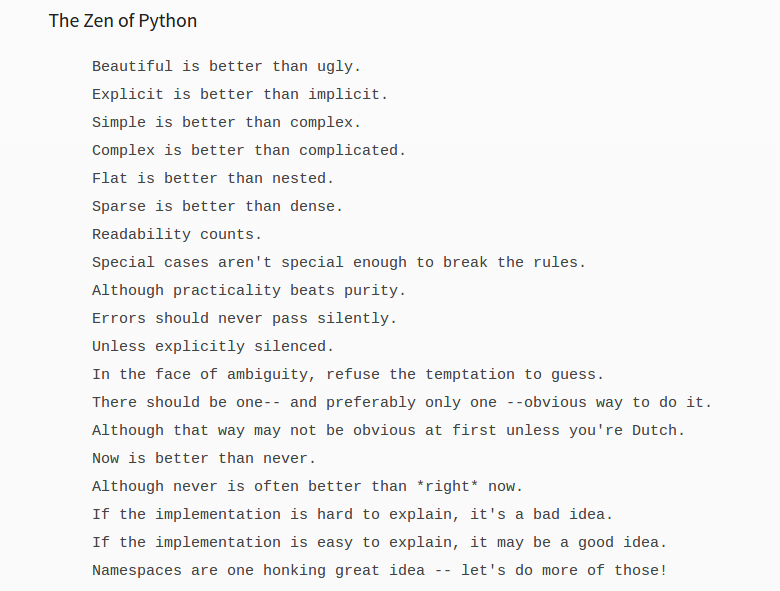 The Zen of Python
Beautiful is better than ugly.
Explicit is better than implicit.
Simple is better than complex.
Complex is better than complicated.
Flat is better than nested.
Sparse is better than dense.
Readability counts.
Special cases aren't special enough to break the rules.
Although practicality beats purity.
Errors should never pass silently.
Unless explicitly silenced.
In the face of ambiguity, refuse the temptation to guess.
There should be one-- and preferably only one --obvious way to do it.
Although that way may not be obvious at first unless you're Dutch.
Now is better than never.
Although never is often better than *right* now.
If the implementation is hard to explain, it's a bad idea.
If the implementation is easy to explain, it may be a good idea.
Namespaces are one honking great idea -- let's do more of those!